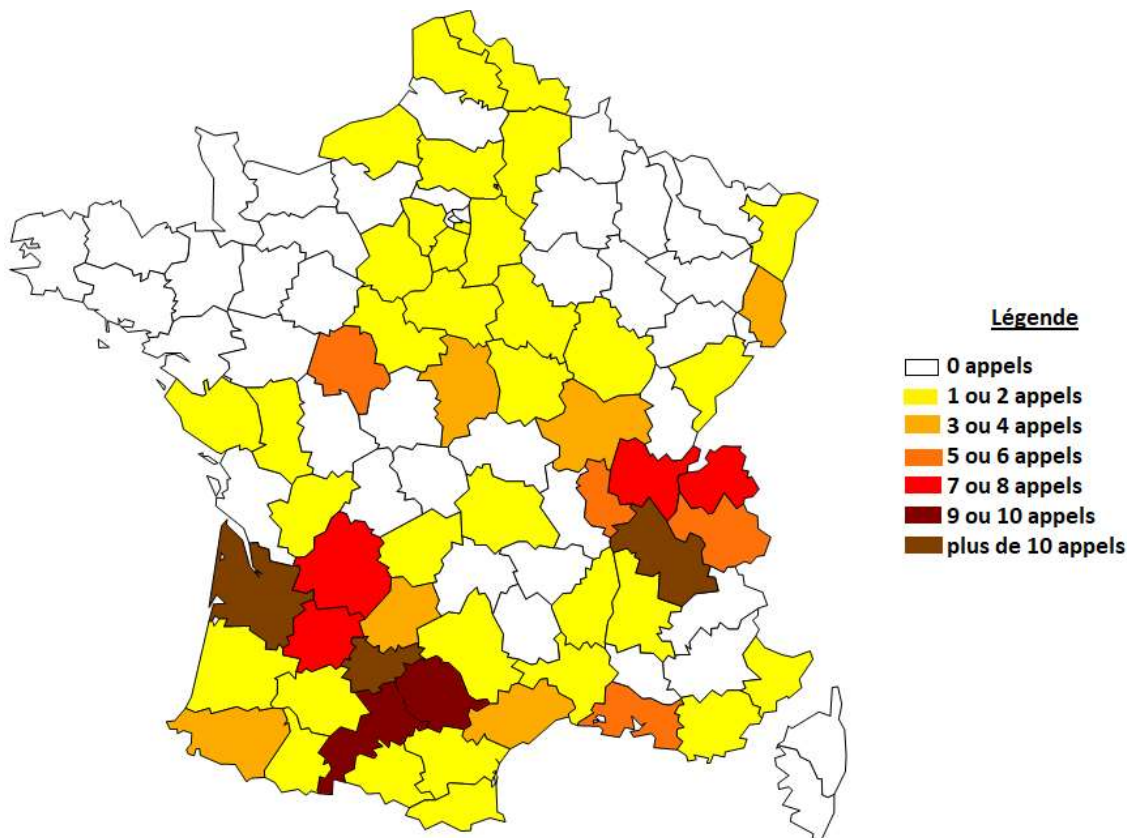 Légende
0 appels
1 ou 2 appels
3 ou 4 appels
5 ou 6 appels
7 ou 8 appels
9 ou 10 appels
plus de 10 appels